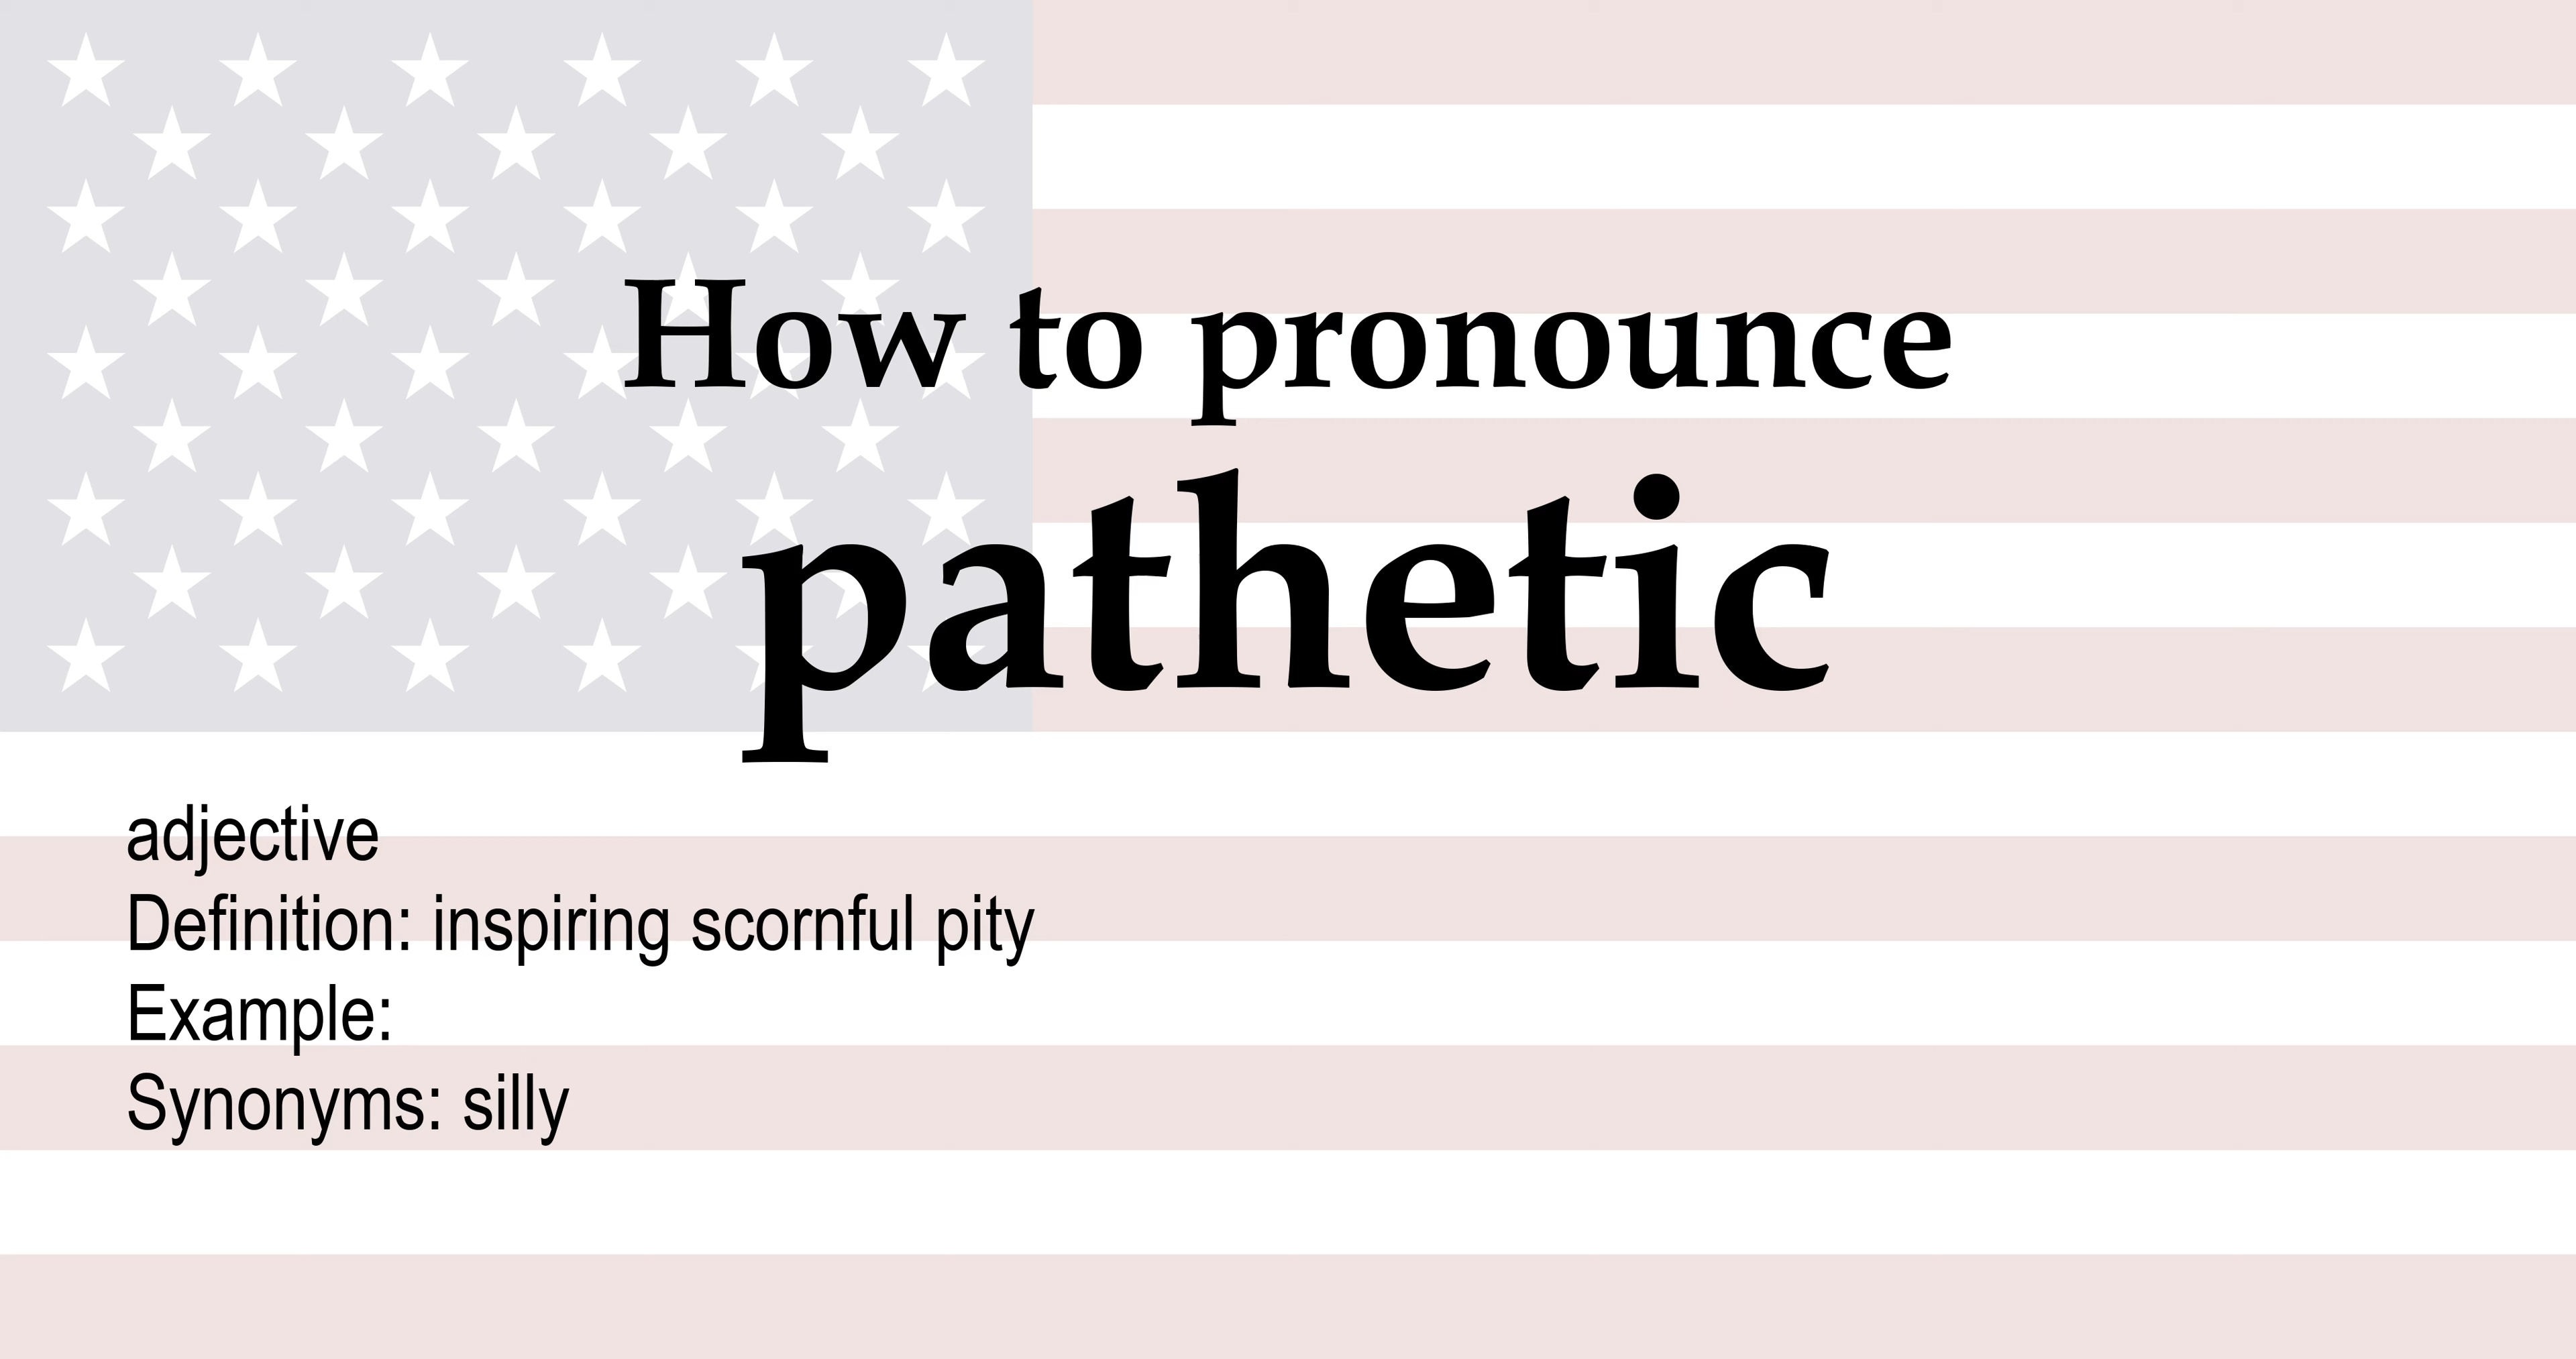 How to pronounce
pathetic
adjective
Definition: inspiring scornful pity
Example:
Synonyms: silly